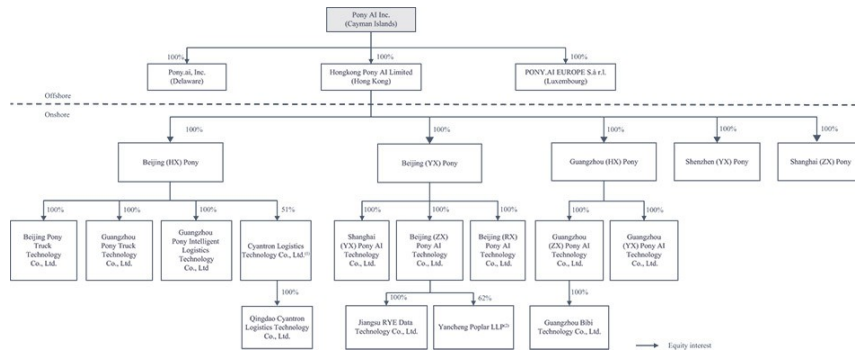 Pony AI Inc.
(Cayman Islands)
100%
100%
100%
Pony.ai, Inc.
(Delaware)
Hongkong Pony AI Limited
(Hong Kong)
PONY.AI EUROPE S.à r.l.
(Luxembourg)
Offshore
Onshore
100%
100%
100%
100%
100%
Beijing (HX) Pony
Beijing (YX) Pony
Guangzhou (HX) Pony
Shenzhen (YX) Pony
Shanghai (ZX) Pony
100%
100%
100%
51%
100%
100%
100%
100%
100%
Beijing Pony
Truck
Technology
Co., Ltd.
Guangzhou
Pony Truck
Technology
Co., Ltd.
Guangzhou
Pony Intelligent
Logistics
Technology
Co., Ltd
Cyantron Logistics
Technology Co., Ltd.(1)
Shanghai
(YX) Pony AI
Technology
Co., Ltd.
Beijing
(ZX) Pony AI
Technology
Co., Ltd.
Beijing
(RX) Pony AI
Technology
Co., Ltd.
Guangzhou
(ZX) Pony AI
Technology
Co., Ltd.
Guangzhou
(YX) Pony AI
Technology
Co., Ltd.
100%
100%
62%
100%
Qingdao Cyantron
Logistics Technology
Co., Ltd.
Jiangsu RYE Data
Technology Co., Ltd.
Yancheng Poplar LLP(2)
Guangzhou Bibi
Technology Co., Ltd.
Equity interest